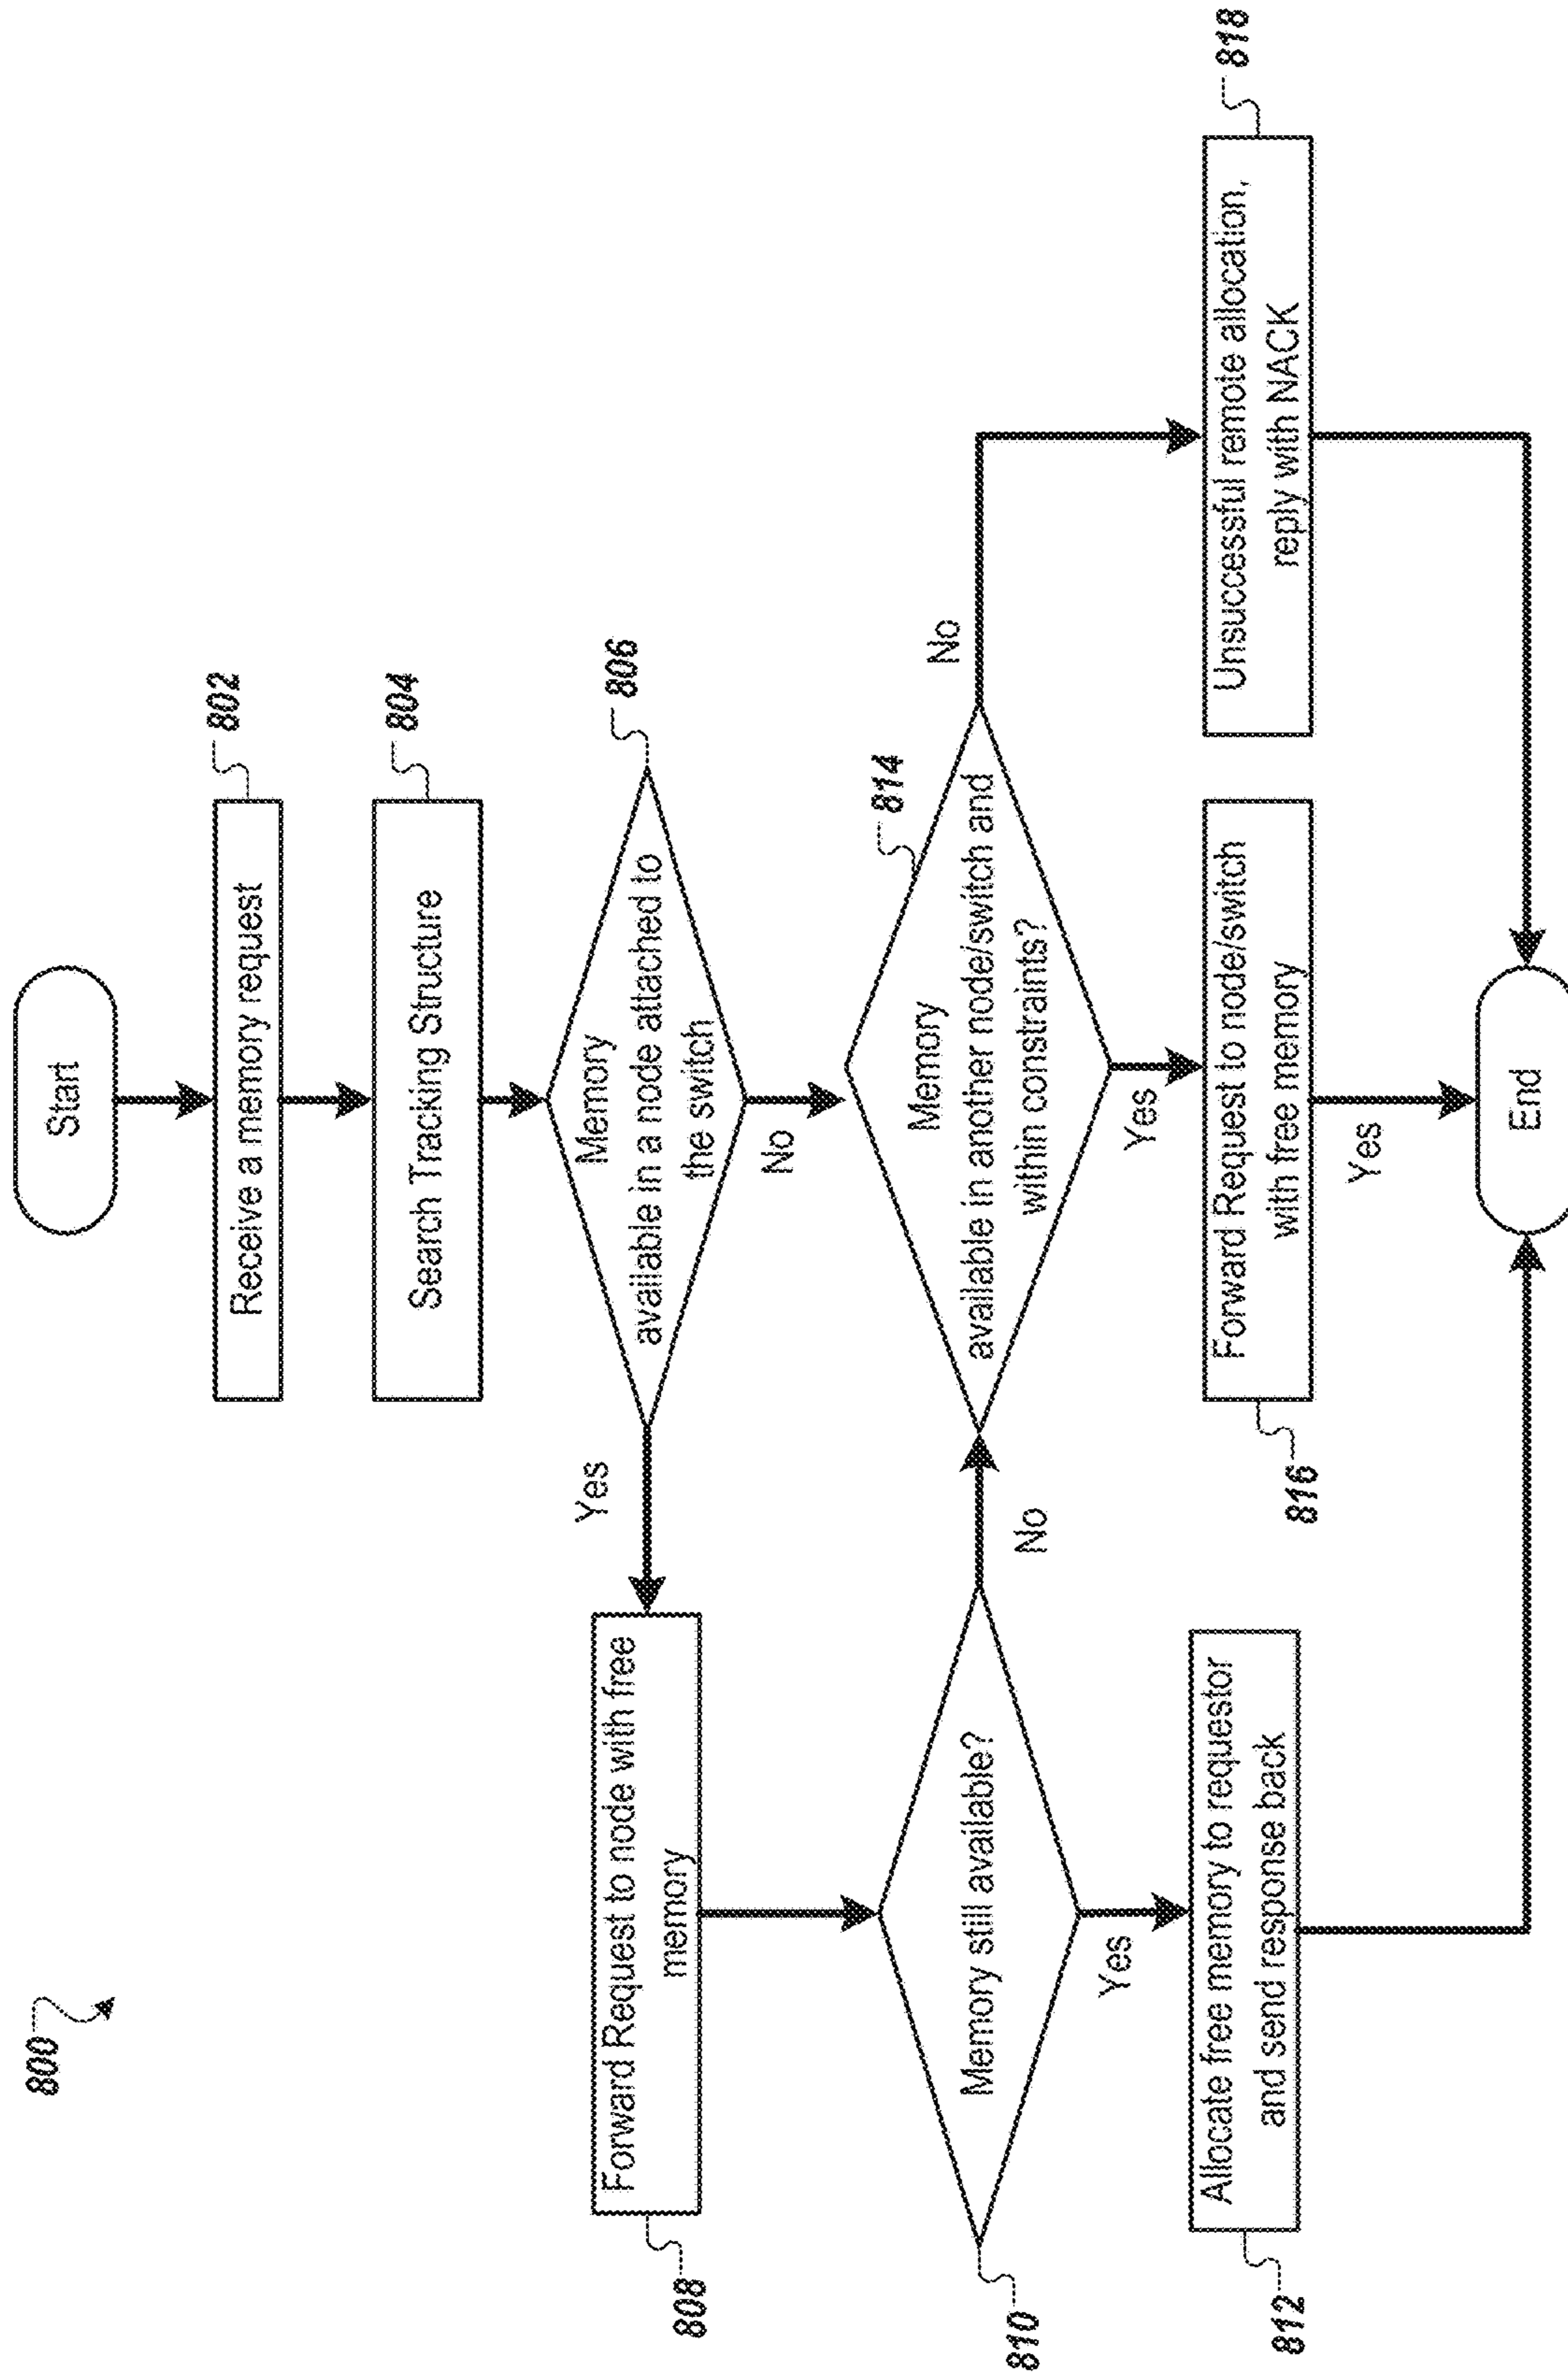 800
Start
Receive a memory request
802
Search Tracking Structure
804
Memory
available in a node attached to
the switch
806
Yes
No
Forward Request to node with free
memory
808
Memory still available?
810
No
Yes
Memory
available in another node/switch and
within constraints?
814
No
Yes
Allocate free memory to requestor
and send response back
812
Forward Request to node/switch
with free memory
816
Unsuccessful remote allocation,
reply with NACK
818
Yes
End